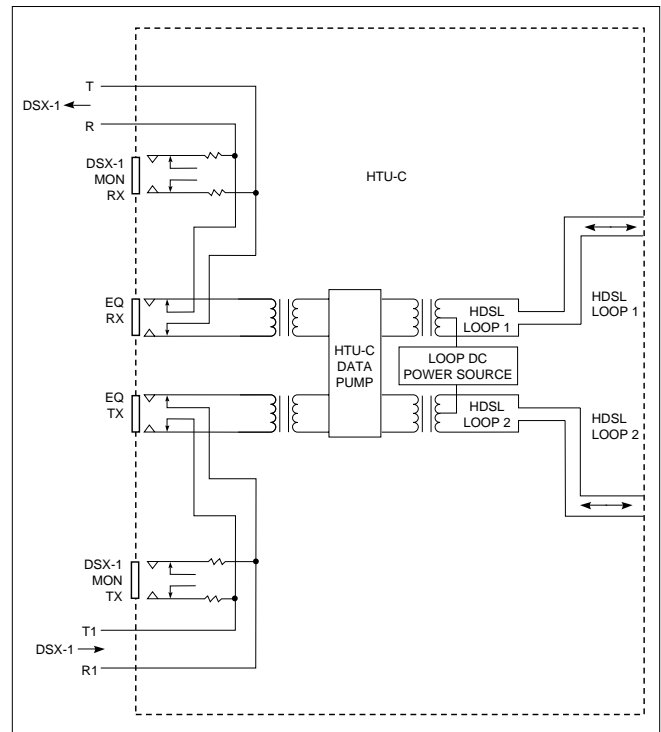 T
DSX-1
R
DSX-1
MON
RX
HTU-C
EQ
RX
HDSL
LOOP 1
HDSL
LOOP 1
HTU-C
DATA
PUMP
LOOP DC
POWER SOURCE
EQ
TX
HDSL
LOOP 2
HDSL
LOOP 2
DSX-1
MON
TX
T1
DSX-1
R1